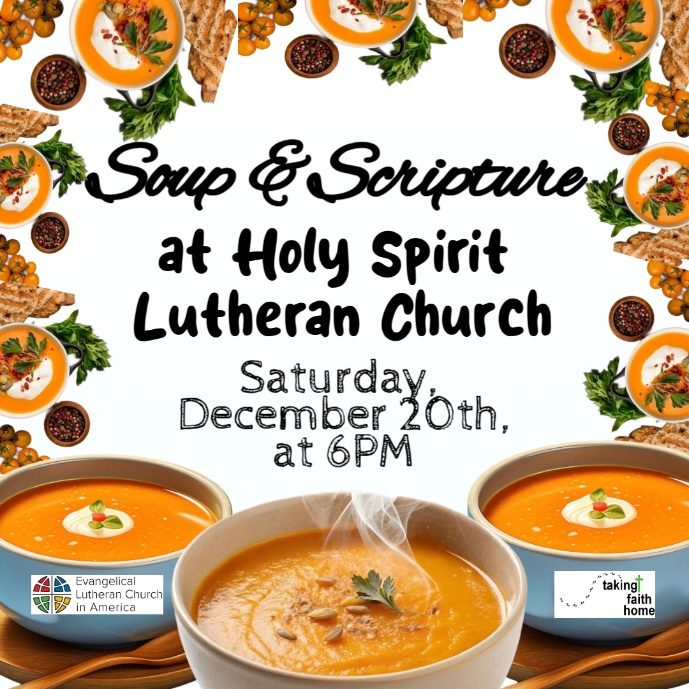 Soup & Scripture
at Holy Spirit
Lutheran Church
Saturday,
December 20th,
at 6PM
Evangelical
Lutheran Church
in America
taking
faith
home